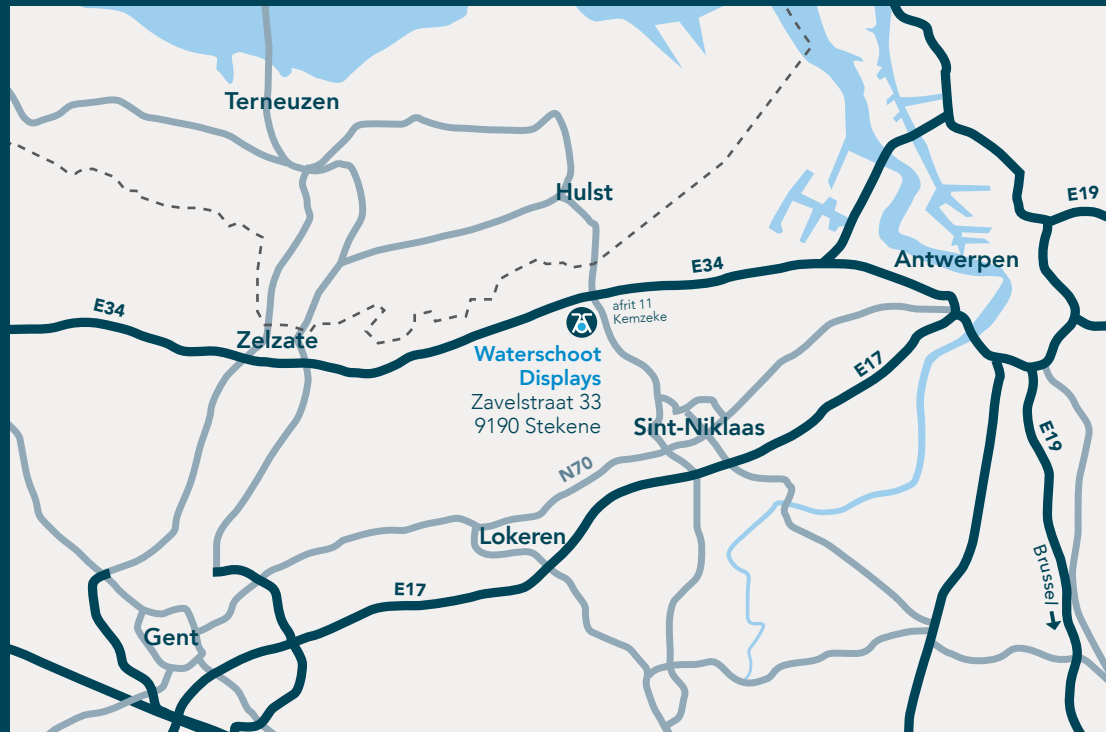 Terneuzen
Hulst
E19
Antwerpen
E34
E34
afrit 11
Kemzeke
Zelzate
Waterschoot
Displays
Zavelstraat 33
9190 Stekene
E17
Sint-Niklaas
E19
N70
Lokeren
Brussel
E17
Gent